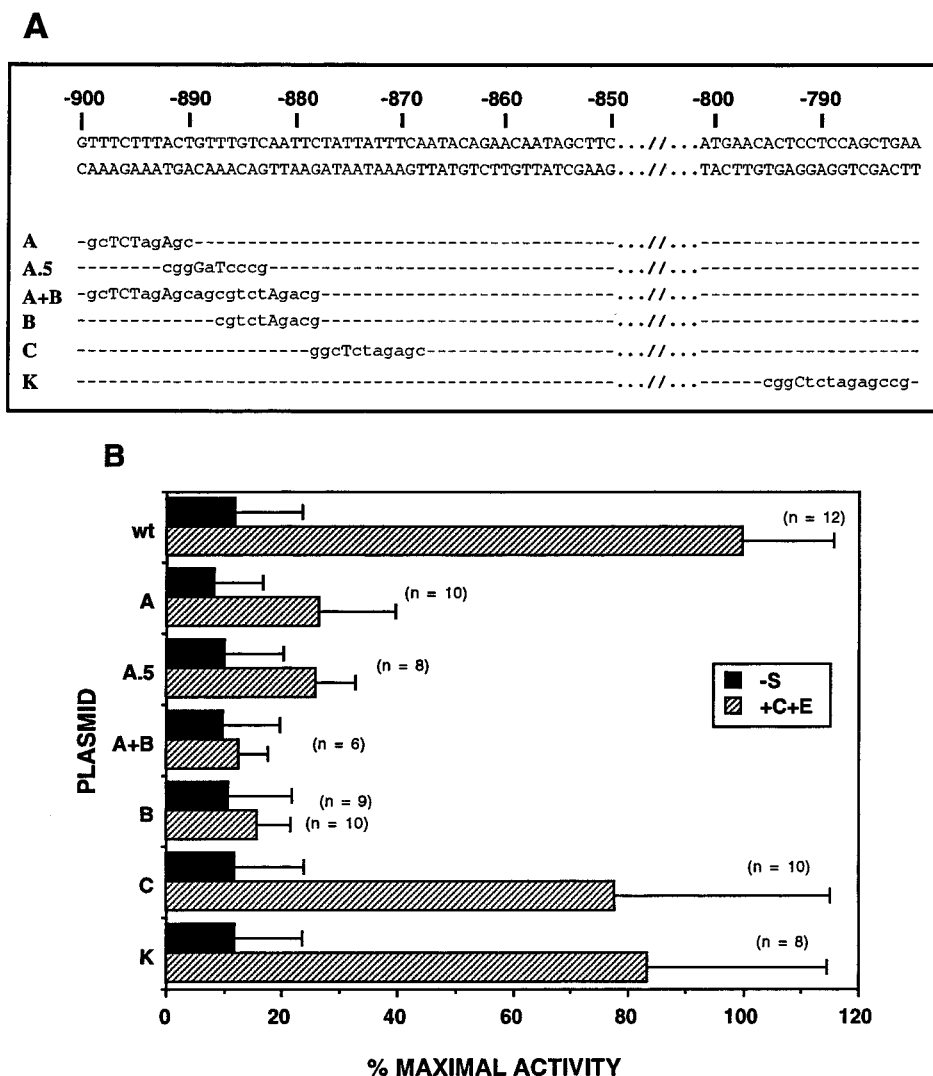 A
-900 -890 -880 -870 -860 -850 -800 -790
GTTTCTTTACTGTTTGTCAATTCTATTATTTCAATACAGAACAATAGCTTC...//...ATGAACACTCCTCCAGCTGAA
CAAAGAAATGACAAACAGTTAAGATAATAAAGTTATGTCTTGTTATCGAAG...//...TACTTGTGAGGAGGTCGACTT
A -gcTCTagAgc----------------------------------------...//...---------------------
A.5 --------cggGaTcccg---------------------------------...//...---------------------
A+B -gcTCTagAgcagcgtctAgacg----------------------------...//...---------------------
B -------------cgtctAgacg----------------------------...//...---------------------
C ----------------------ggcTctagagc------------------...//...---------------------
K ---------------------------------------------------...//...------cggCtctagagccg-
B
wt (n = 12)
A (n = 10)
A.5 (n = 8)
A+B (n = 6)
B (n = 9)
(n = 10)
C (n = 10)
K (n = 8)
PLASMID
-S
+C+E
0 20 40 60 80 100 120
% MAXIMAL ACTIVITY